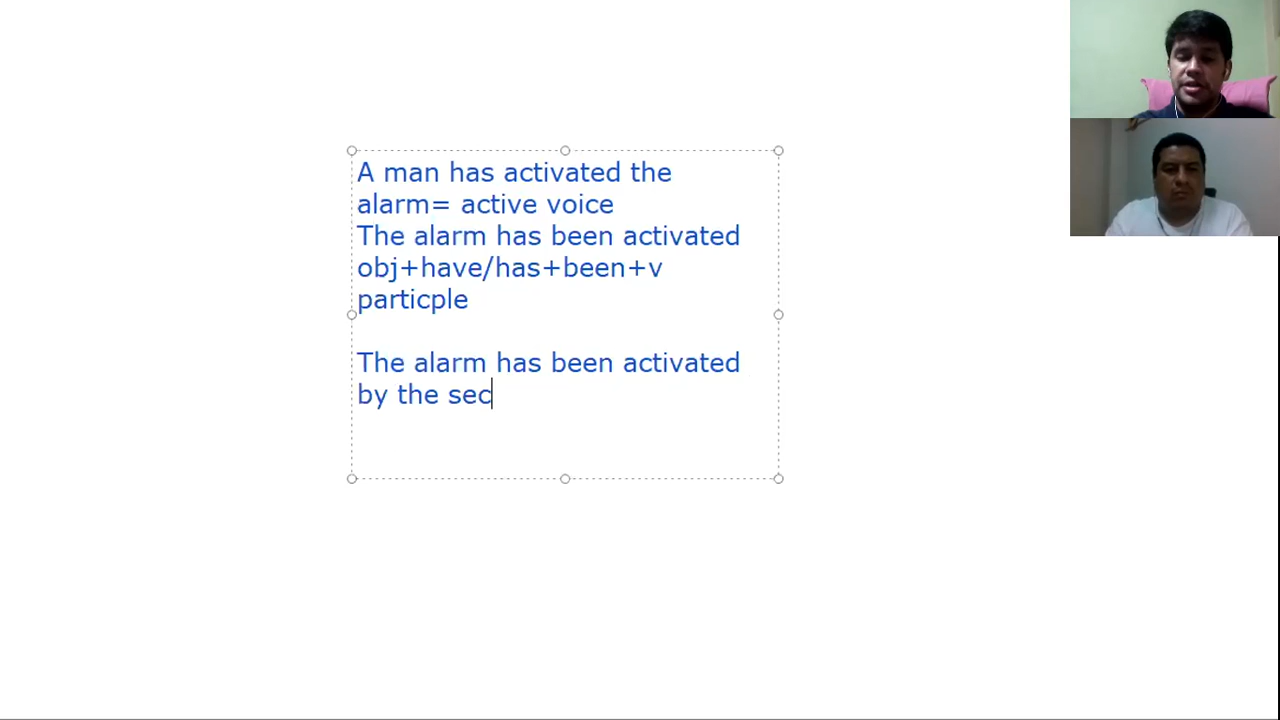 A man has activated the
alarm= active voice
The alarm has been activated
obj+have/has+been+v
particple
The alarm has been activated
by the sec